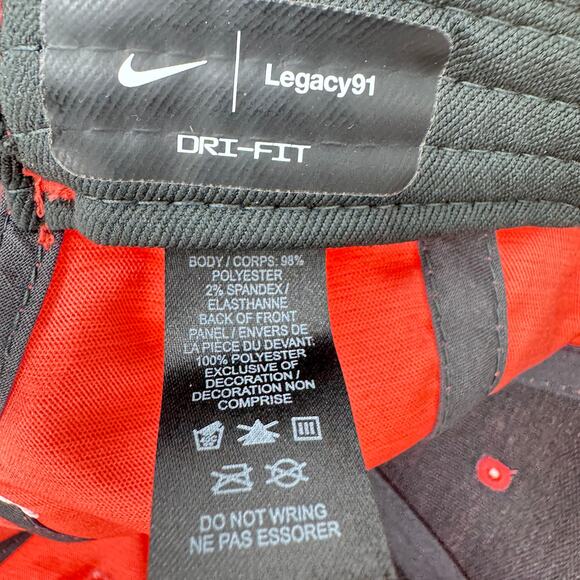 Legacy91
DRI-FIT
BODY / CORPS: 98%
POLYESTER
2% SPANDEX /
ELASTHANNE
BACK OF FRONT
PANEL / ENVERS DE
LA PIÈCE DU DEVANT:
100% POLYESTER
EXCLUSIVE OF
DECORATION /
DECORATION NON
COMPRISE
DO NOT WRING
NE PAS ESSORER